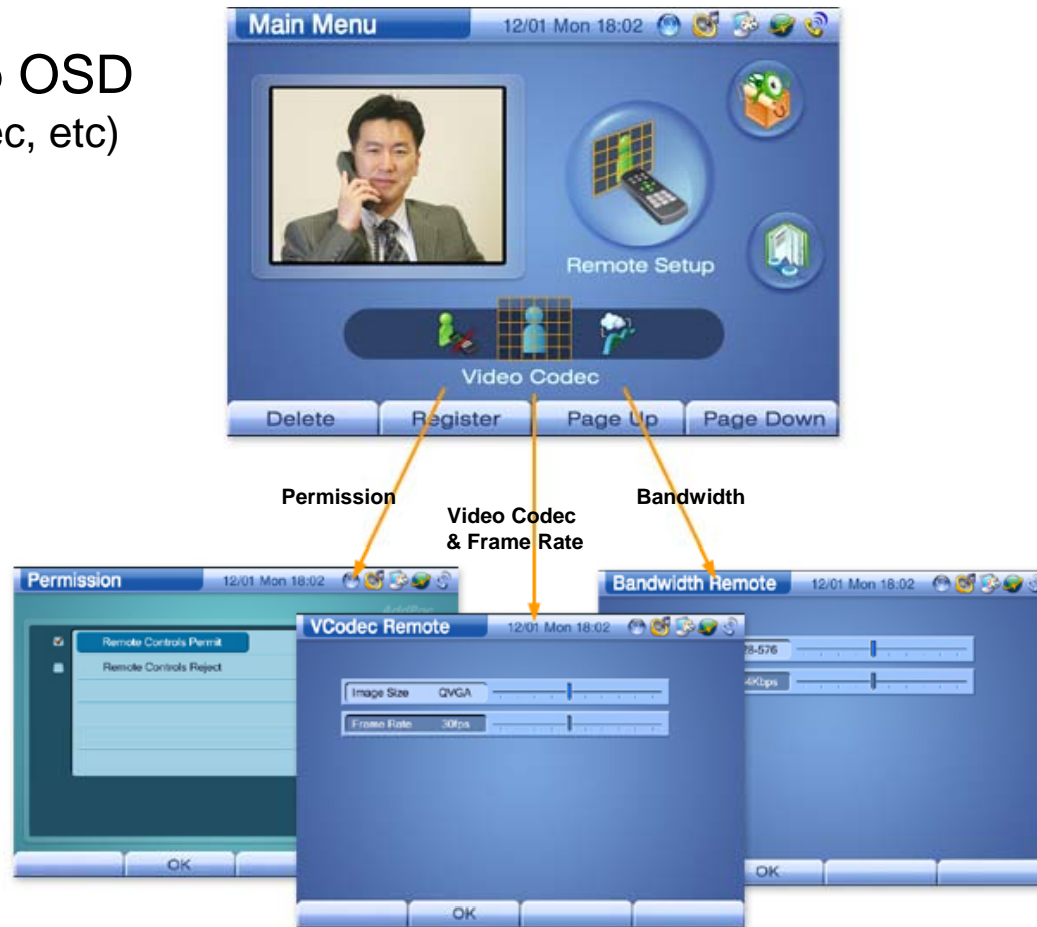 OSD
ec, etc)
Main Menu 12/01 Mon 18:02
Remote Setup
Video Codec
Delete Register Page Up Page Down
Permission
Video Codec
& Frame Rate
Bandwidth
Permission 12/01 Mon 18:02
Remote Controls Permit
Remote Controls Reject
OK
VCodec Remote 12/01 Mon 18:02
Image Size QVGA
Frame Rate 30fps
OK
Bandwidth Remote 12/01 Mon 18:02
28-576
4Kbps
OK